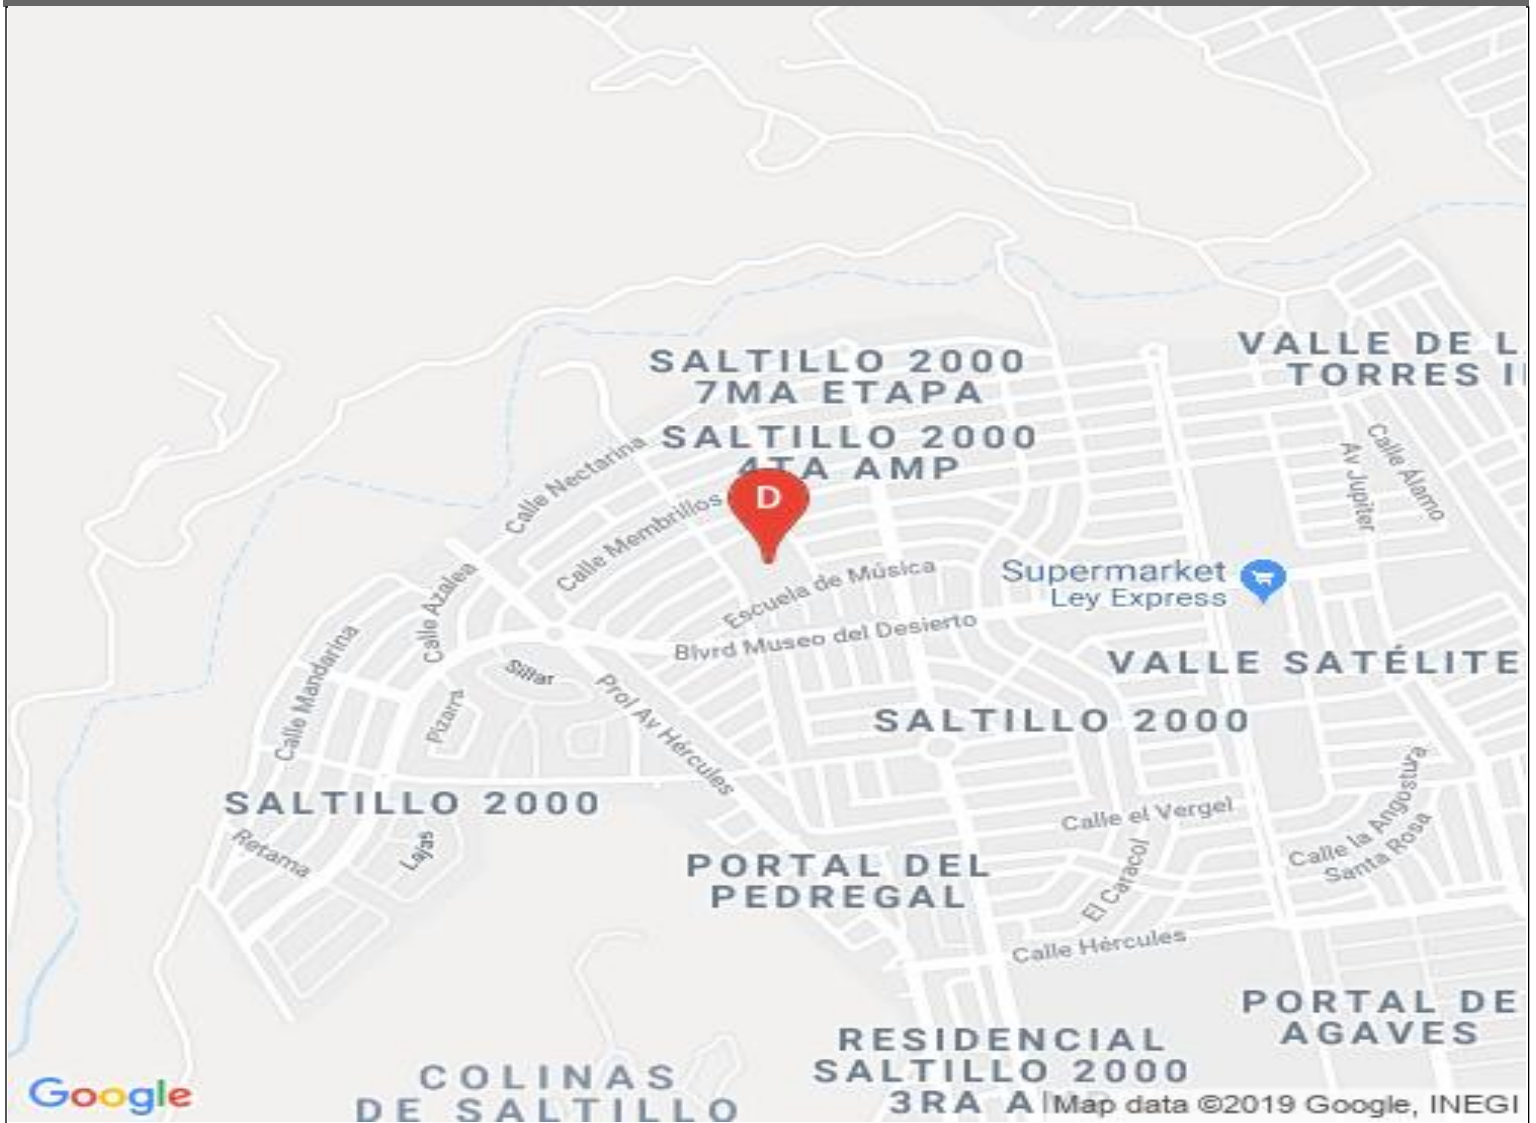 VALLE DE L
TORRES I
SALTILLO 2000
7MA ETAPA
SALTILLO 2000
4TA AMP
Calle Nectarina
Calle Membrillos
D
Calle Álamo
Av Jupiter
Escuela de Música
Supermarket
Ley Express
Calle Azalea
Blvrd Museo del Desierto
Calle Mandarina
Sillar
VALLE SATÉLITE
Pizarra
Prol Av Hércules
SALTILLO 2000
SALTILLO 2000
Calle el Vergel
Calle la Angostura
Santa Rosa
Retama
Lajas
PORTAL DEL
PEDREGAL
El Caracol
Calle Hércules
PORTAL DE
AGAVES
RESIDENCIAL
SALTILLO 2000
3RA A
COLINAS
DE SALTILLO
Google
Map data ©2019 Google, INEGI